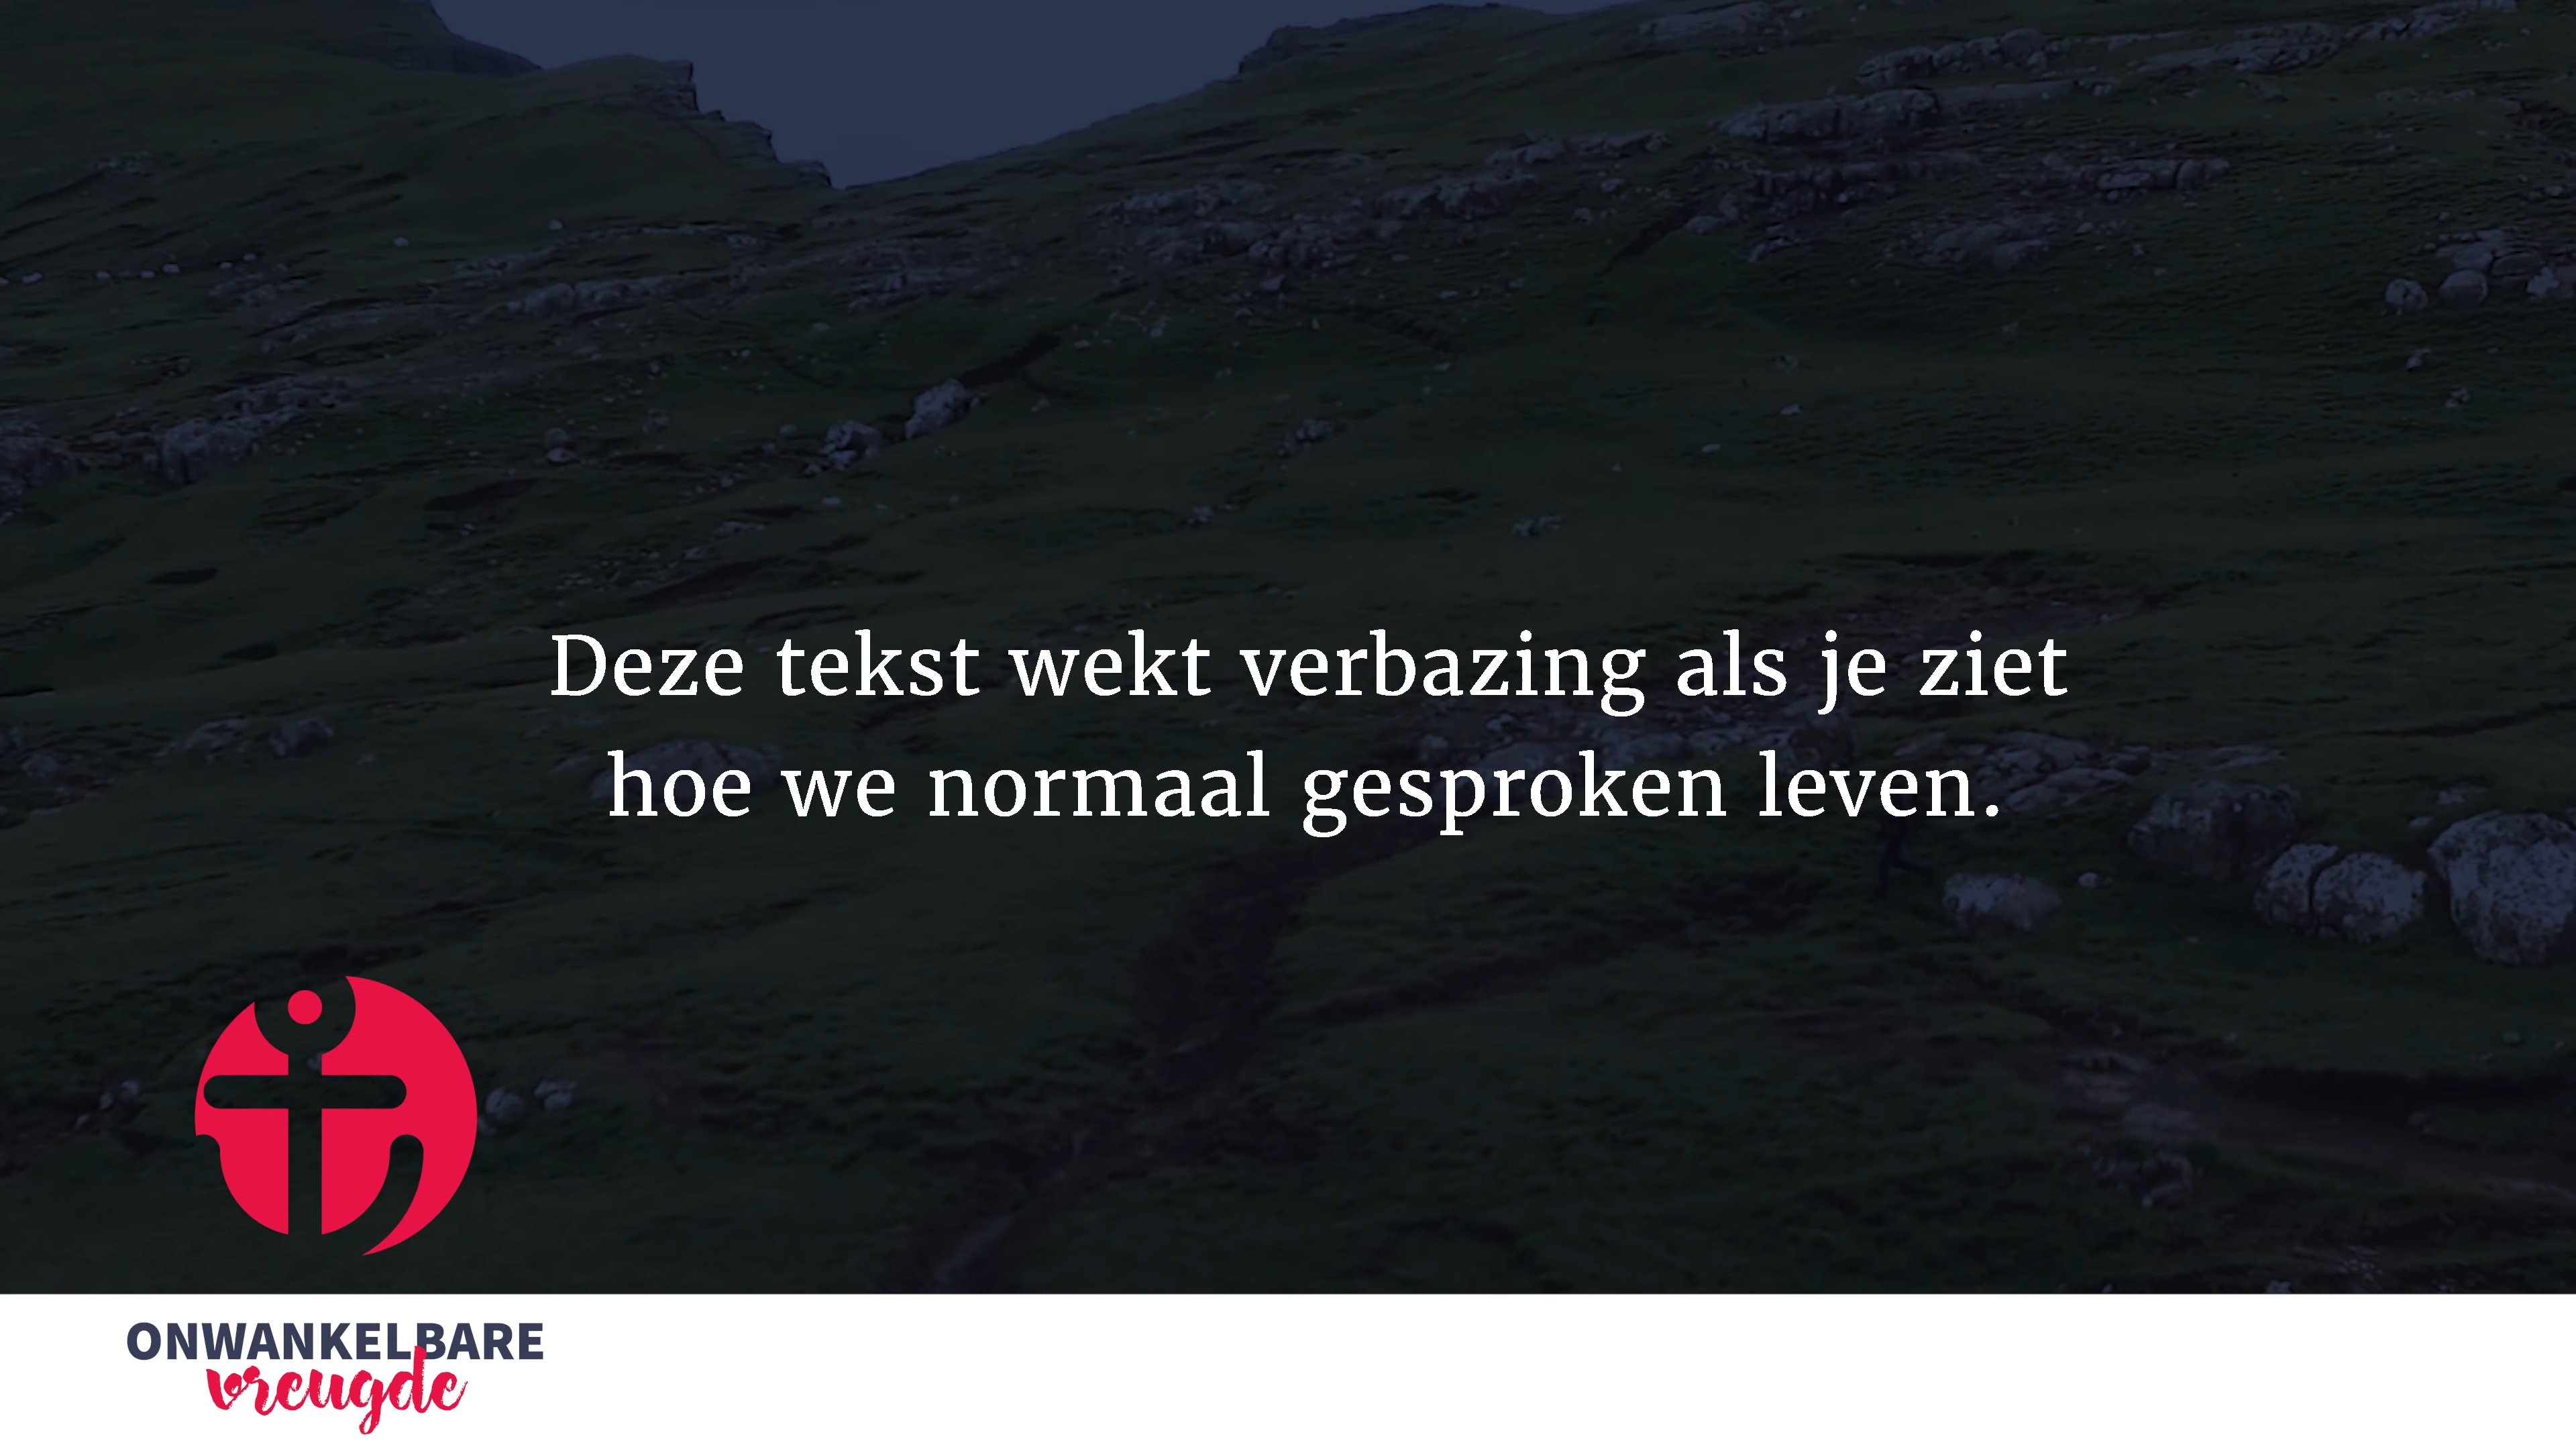 Deze tekst wekt verbazing als je ziet
hoe we normaal gesproken leven.
ONWANKELBARE
vreugde